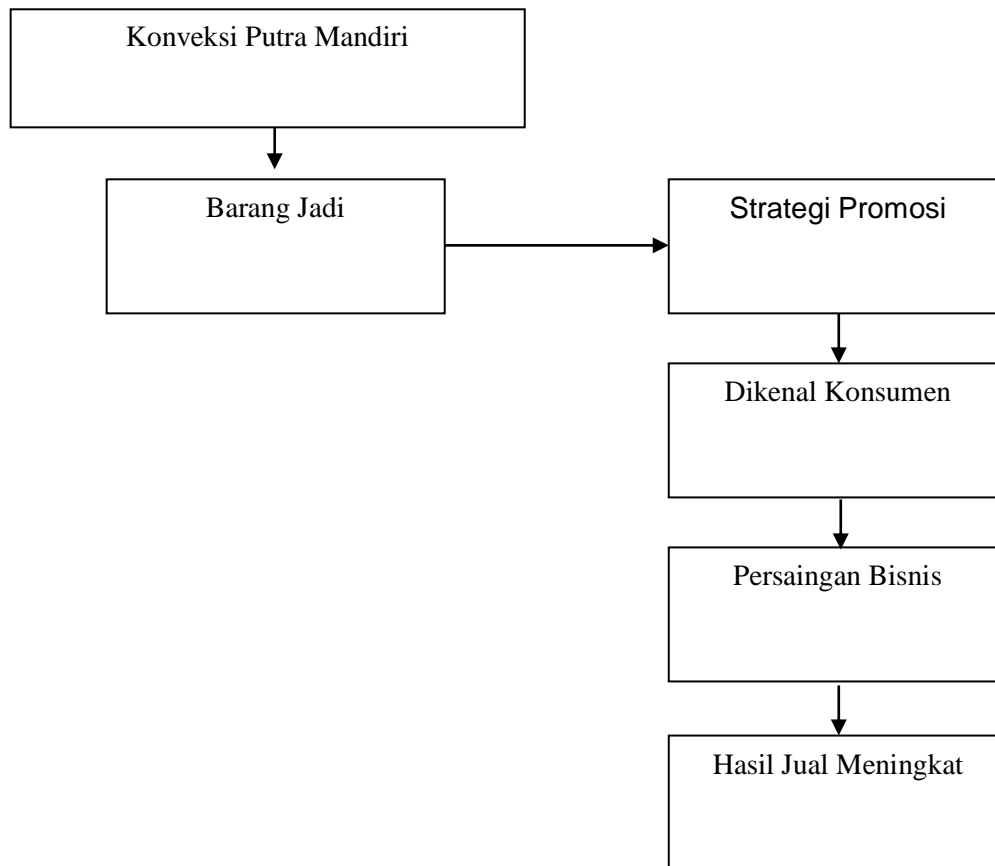 Konveksi Putra Mandiri
Barang Jadi
Strategi Promosi
Dikenal Konsumen
Persaingan Bisnis
Hasil Jual Meningkat